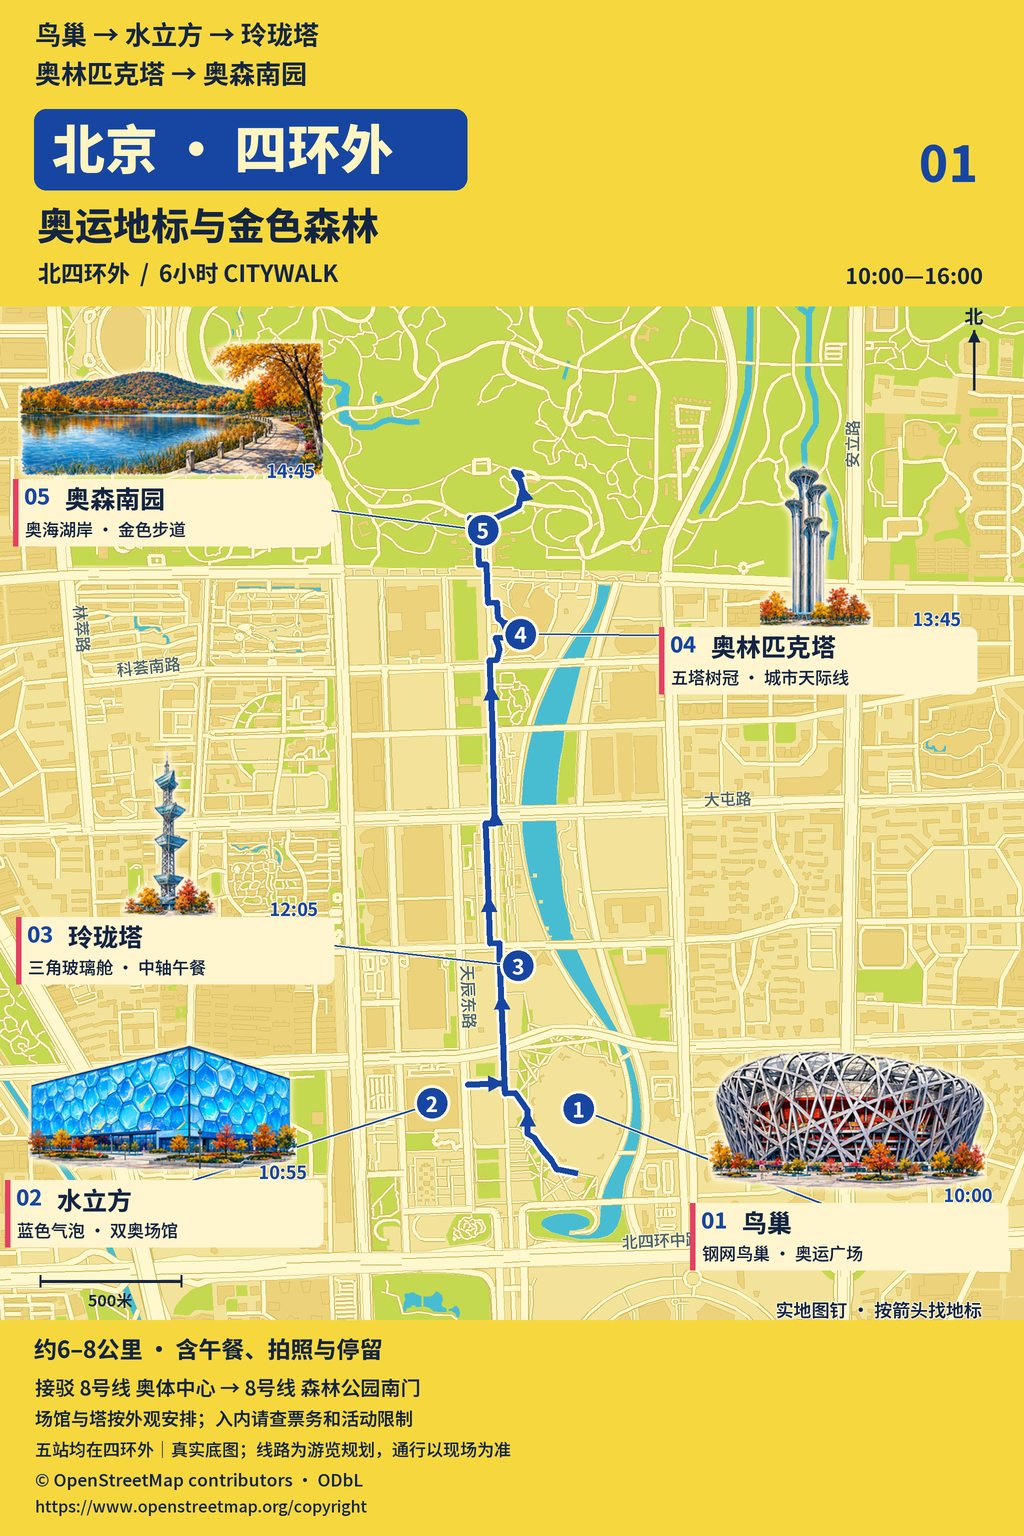 鸟巢 → 水立方 → 玲珑塔
奥林匹克塔 → 奥森南园
北京 · 四环外
01
奥运地标与金色森林
北四环外 / 6小时 CITYWALK
10:00—16:00
北
安立路
14:45
05 奥森南园
奥海湖岸 · 金色步道
5
林萃路
科荟南路
4
13:45
04 奥林匹克塔
五塔树冠 · 城市天际线
大屯路
12:05
03 玲珑塔
三角玻璃舱 · 中轴午餐
3
天辰东路
2
1
10:55
02 水立方
蓝色气泡 · 双奥场馆
10:00
01 鸟巢
钢网鸟巢 · 奥运广场
北四环中路
500米
实地图钉 · 按箭头找地标
约6–8公里 · 含午餐、拍照与停留
接驳 8号线 奥体中心 → 8号线 森林公园南门
场馆与塔按外观安排；入内请查票务和活动限制
五站均在四环外｜真实底图；线路为游览规划，通行以现场为准
© OpenStreetMap contributors · ODbL
https://www.openstreetmap.org/copyright